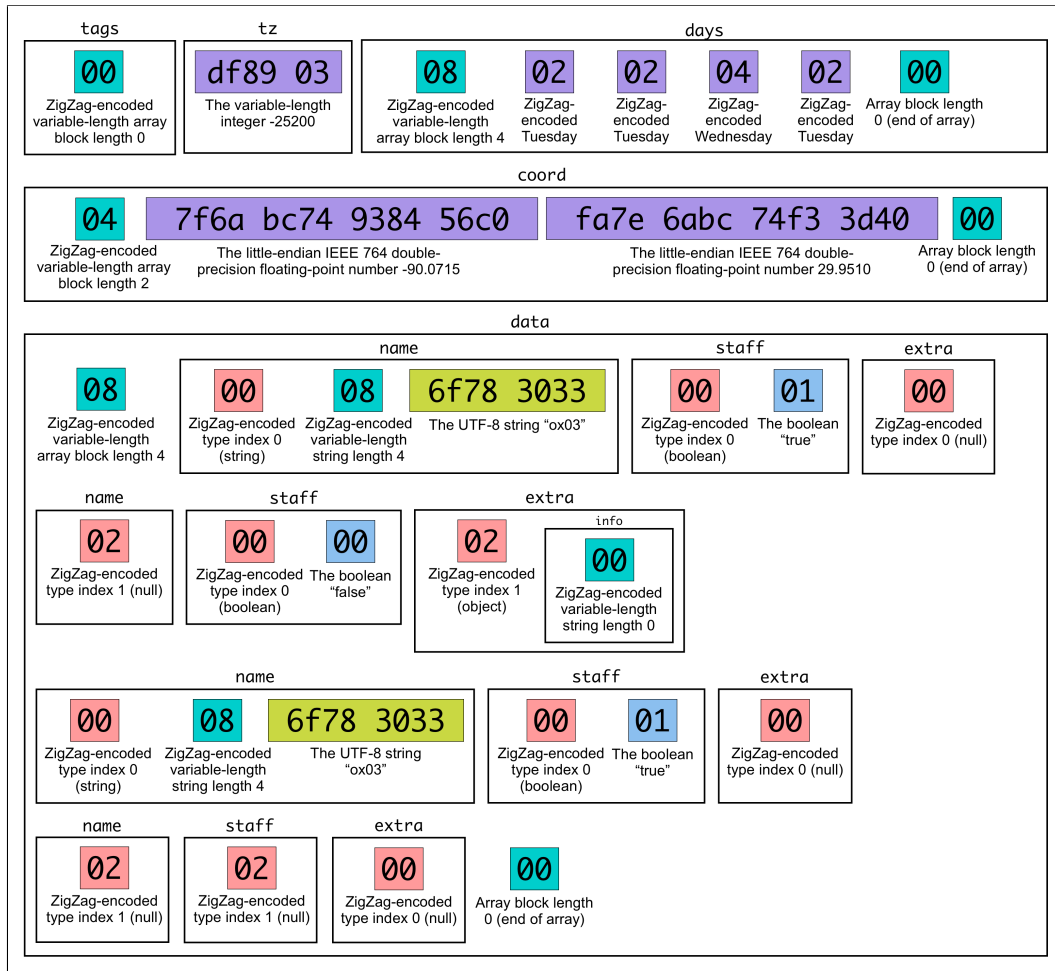 tags
00
ZigZag-encoded
variable-length array
block length 0
tz
df89 03
The variable-length
integer -25200
days
08
ZigZag-encoded
variable-length
array block length 4
02
ZigZag-
encoded
Tuesday
02
ZigZag-
encoded
Tuesday
04
ZigZag-
encoded
Wednesday
02
ZigZag-
encoded
Tuesday
00
Array block length
0 (end of array)
coord
04
ZigZag-encoded
variable-length array
block length 2
7f6a bc74 9384 56c0
The little-endian IEEE 764 double-
precision floating-point number -90.0715
fa7e 6abc 74f3 3d40
The little-endian IEEE 764 double-
precision floating-point number 29.9510
00
Array block length
0 (end of array)
data
08
ZigZag-encoded
variable-length
array block length 4
name
00
ZigZag-encoded
type index 0
(string)
08
ZigZag-encoded
variable-length
string length 4
6f78 3033
The UTF-8 string “ox03”
staff
00
ZigZag-encoded
type index 0
(boolean)
01
The boolean
“true”
extra
00
ZigZag-encoded
type index 0 (null)
name
02
ZigZag-encoded
type index 1 (null)
staff
00
ZigZag-encoded
type index 0
(boolean)
00
The boolean
“false”
extra
02
ZigZag-encoded
type index 1
(object)
info
00
ZigZag-encoded
variable-length
string length 0
name
00
ZigZag-encoded
type index 0
(string)
08
ZigZag-encoded
variable-length
string length 4
6f78 3033
The UTF-8 string
“ox03”
staff
00
ZigZag-encoded
type index 0
(boolean)
01
The boolean
“true”
extra
00
ZigZag-encoded
type index 0 (null)
name
02
ZigZag-encoded
type index 1 (null)
staff
02
ZigZag-encoded
type index 1 (null)
extra
00
ZigZag-encoded
type index 0 (null)
00
Array block length
0 (end of array)